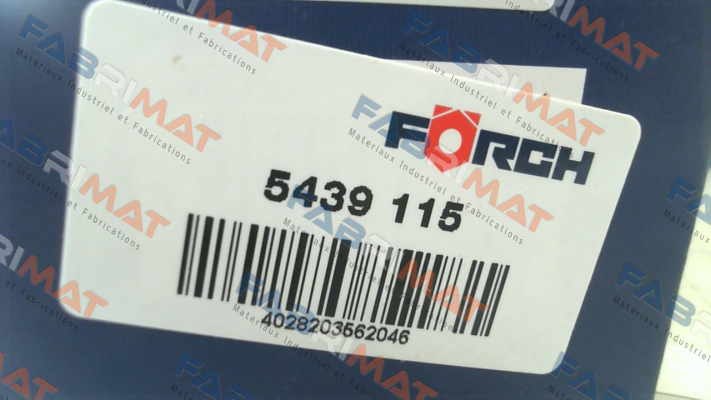 FÖRCH
5439 115
4028203662046
FABRIMAT
Matériaux Industriel et Fabrications